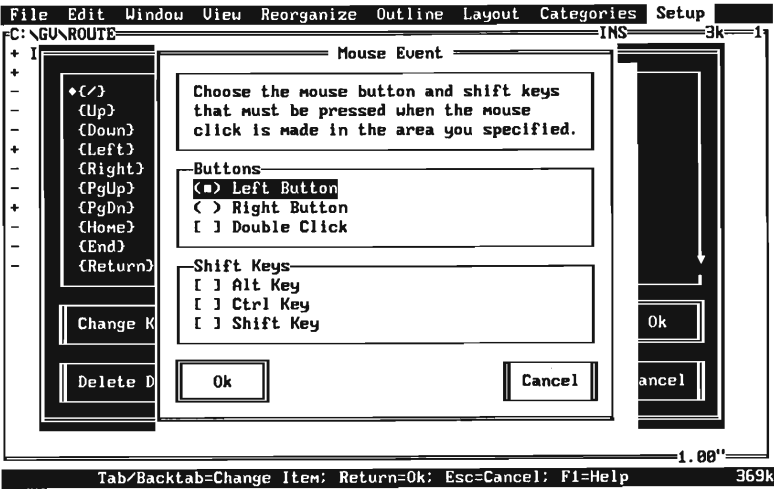 File Edit Window View Reorganize Outline Layout Categories Setup
C:\GV\ROUTE INS 3k 1
+ I
Mouse Event
Choose the mouse button and shift keys
that must be pressed when the mouse
click is made in the area you specified.
♦{/}
{Up}
{Down}
{Left}
{Right}
{PgUp}
{PgDn}
{Home}
{End}
{Return}
Buttons
(■) Left Button
( ) Right Button
[ ] Double Click
Shift Keys
[ ] Alt Key
[ ] Ctrl Key
[ ] Shift Key
Change K
Ok
Delete D
Ok
Cancel
ancel
1.00"
Tab/Backtab=Change Item; Return=Ok; Esc=Cancel; F1=Help 369k